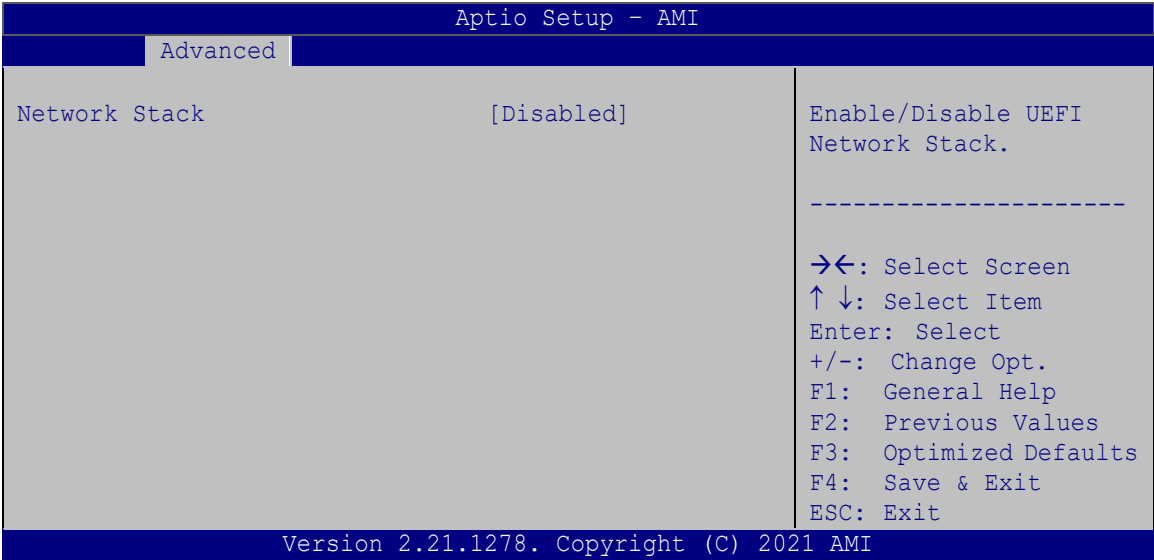 Aptio Setup – AMI
Advanced
Network Stack [Disabled]
Enable/Disable UEFI
Network Stack.
----------------------
→←: Select Screen
↑ ↓: Select Item
Enter: Select
+/-: Change Opt.
F1: General Help
F2: Previous Values
F3: Optimized Defaults
F4: Save & Exit
ESC: Exit
Version 2.21.1278. Copyright (C) 2021 AMI